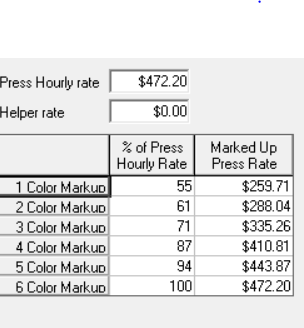 Press Hourly rate $472.20
Helper rate $0.00
% of Press Hourly Rate Marked Up Press Rate
1 Color Markup 55 $259.71
2 Color Markup 61 $288.04
3 Color Markup 71 $335.26
4 Color Markup 87 $410.81
5 Color Markup 94 $443.87
6 Color Markup 100 $472.20